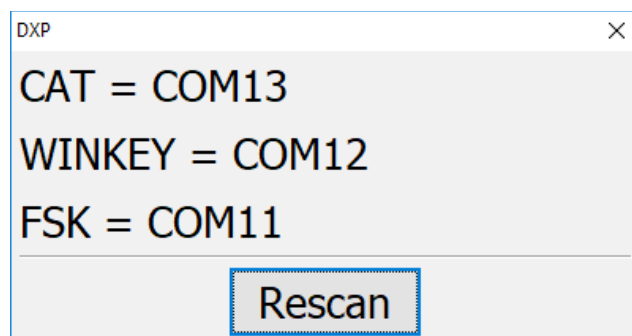 DXP
CAT = COM13
WINKEY = COM12
FSK = COM11
Rescan